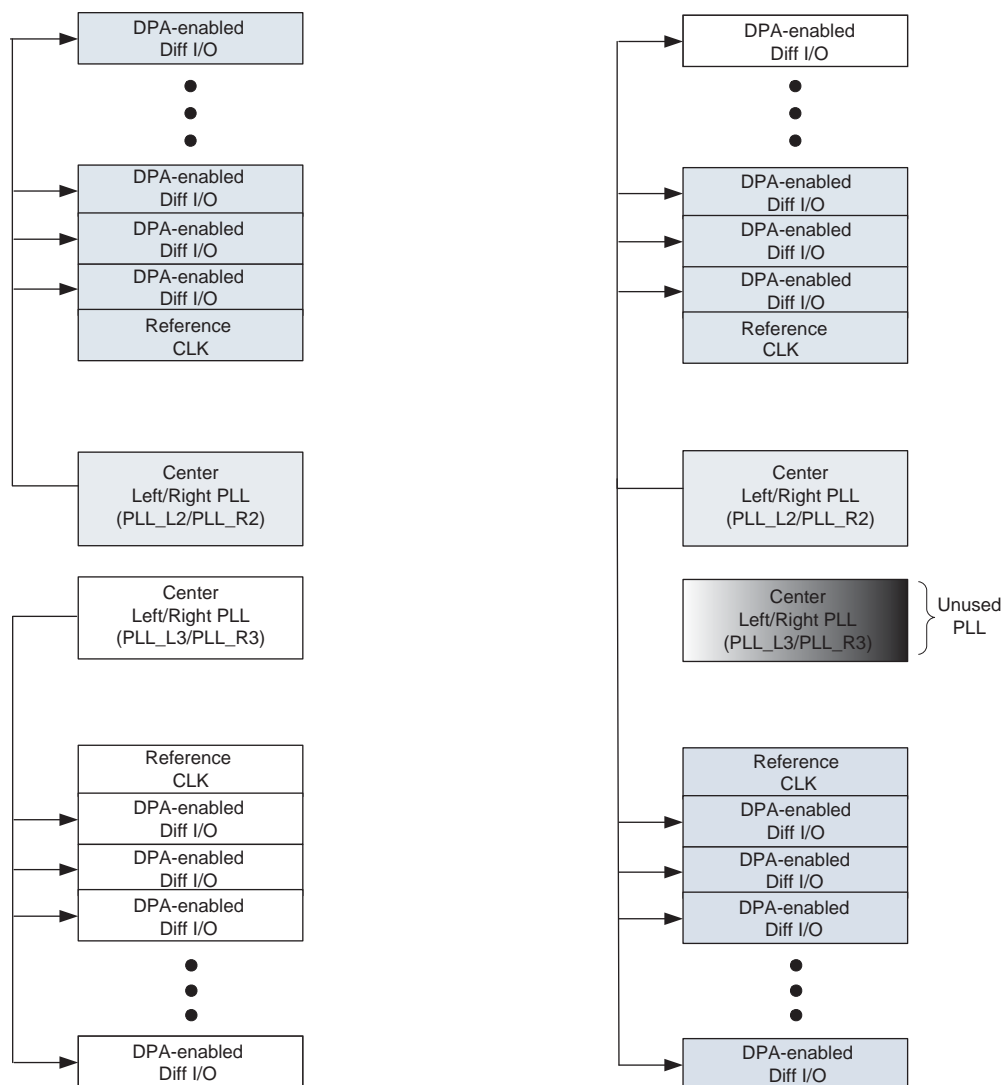 DPA-enabled
Diff I/O
DPA-enabled
Diff I/O
DPA-enabled
Diff I/O
DPA-enabled
Diff I/O
Reference
CLK
Center
Left/Right PLL
(PLL_L2/PLL_R2)
Center
Left/Right PLL
(PLL_L3/PLL_R3)
Reference
CLK
DPA-enabled
Diff I/O
DPA-enabled
Diff I/O
DPA-enabled
Diff I/O
DPA-enabled
Diff I/O
DPA-enabled
Diff I/O
DPA-enabled
Diff I/O
DPA-enabled
Diff I/O
DPA-enabled
Diff I/O
Reference
CLK
Center
Left/Right PLL
(PLL_L2/PLL_R2)
Center
Left/Right PLL
(PLL_L3/PLL_R3)
Unused
PLL
Reference
CLK
DPA-enabled
Diff I/O
DPA-enabled
Diff I/O
DPA-enabled
Diff I/O
DPA-enabled
Diff I/O